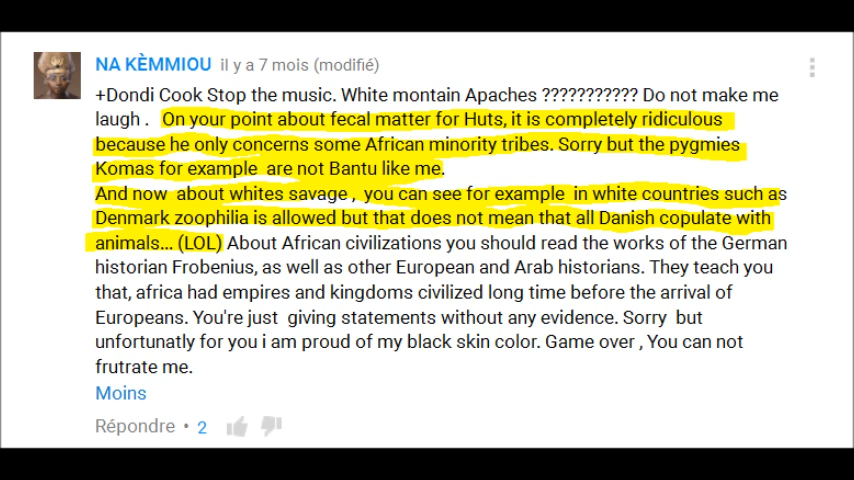 NA KÈMMIOU il y a 7 mois (modifié)
+Dondi Cook Stop the music. White montain Apaches ??????????? Do not make me
laugh . On your point about fecal matter for Huts, it is completely ridiculous
because he only concerns some African minority tribes. Sorry but the pygmies
Komas for example are not Bantu like me.
And now about whites savage , you can see for example in white countries such as
Denmark zoophilia is allowed but that does not mean that all Danish copulate with
animals... (LOL) About African civilizations you should read the works of the German
historian Frobenius, as well as other European and Arab historians. They teach you
that, africa had empires and kingdoms civilized long time before the arrival of
Europeans. You're just giving statements without any evidence. Sorry but
unfortunatly for you i am proud of my black skin color. Game over , You can not
frutrate me.
Moins
Répondre • 2